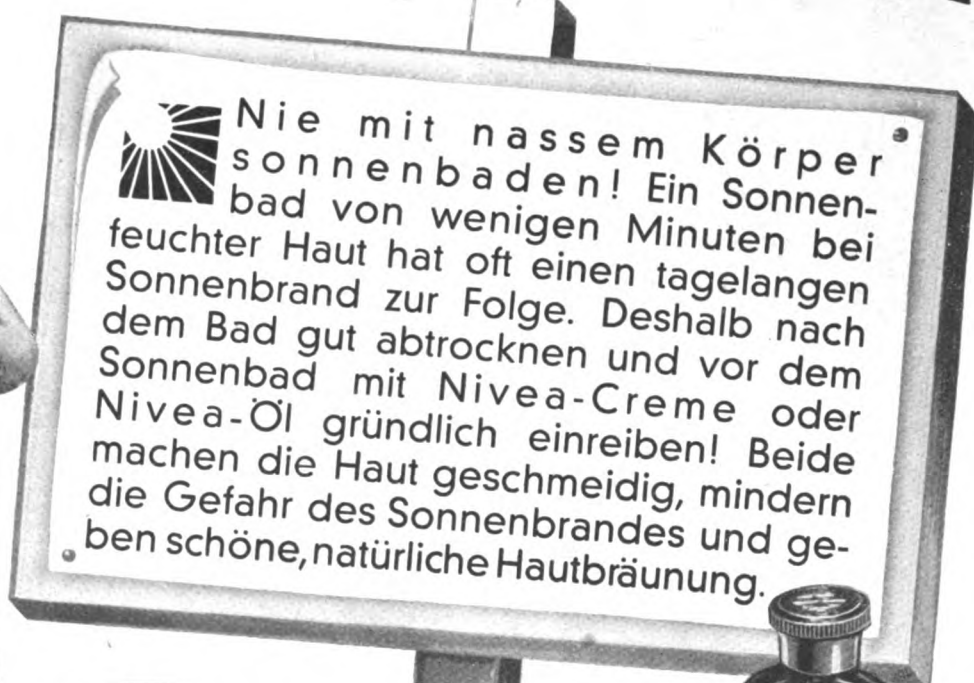 Nie mit nassem Körper
sonnenbaden! Ein Sonnen-
bad von wenigen Minuten bei
feuchter Haut hat oft einen tagelangen
Sonnenbrand zur Folge. Deshalb nach
dem Bad gut abtrocknen und vor dem
Sonnenbad mit Nivea-Creme oder
Nivea-Öl gründlich einreiben! Beide
machen die Haut geschmeidig, mindern
die Gefahr des Sonnenbrandes und ge-
ben schöne, natürliche Hautbräunung.